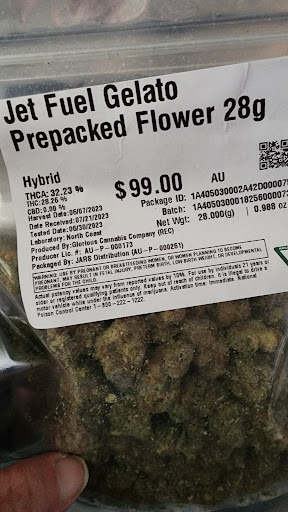 Jet Fuel Gelato
Prepacked Flower 28g
Hybrid
THCA: 32.23 %
THC: 28.26 %
CBD: 0.00 %
Harvest Date: 05/07/2023
Date Received: 07/21/2023
Tested Date: 06/30/2023
Laboratory: North Coast
Produced By: Glorious Cannabis Company (REC)
Producer Lic. #: AU-P-000173
Packaged By: JARS Distribution (AU-P-000261)
$99.00
AU
Package ID: 1A405030002A42D000007
Batch: 1A4050300018256000073
Net Wgt: 28.000(g) | 0.988 oz
WARNING: USE BY PREGNANT OR BREASTFEEDING WOMEN, OR WOMEN PLANNING TO BECOME
PREGNANT, MAY RESULT IN FETAL INJURY, PRETERM BIRTH, LOW BIRTH WEIGHT, OR DEVELOPMENTAL
PROBLEMS FOR THE CHILD.
Actual potency values may vary from reported values by 10%. For use by individuals 21 years or
older or registered qualifying patients only. Keep out of reach of children. It is illegal to drive a
motor vehicle while under the influence of marijuana. Activation time: Immediate. National
Poison Control Center 1-800-222-1222.